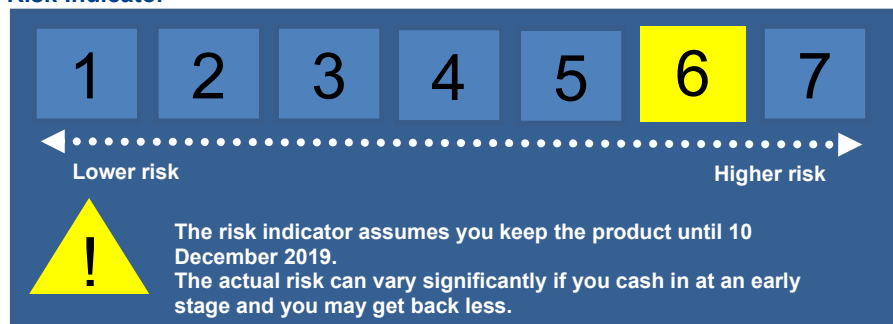 Risk indicator
1 2 3 4 5 6 7
Lower risk Higher risk
! The risk indicator assumes you keep the product until 10
December 2019.
The actual risk can vary significantly if you cash in at an early
stage and you may get back less.